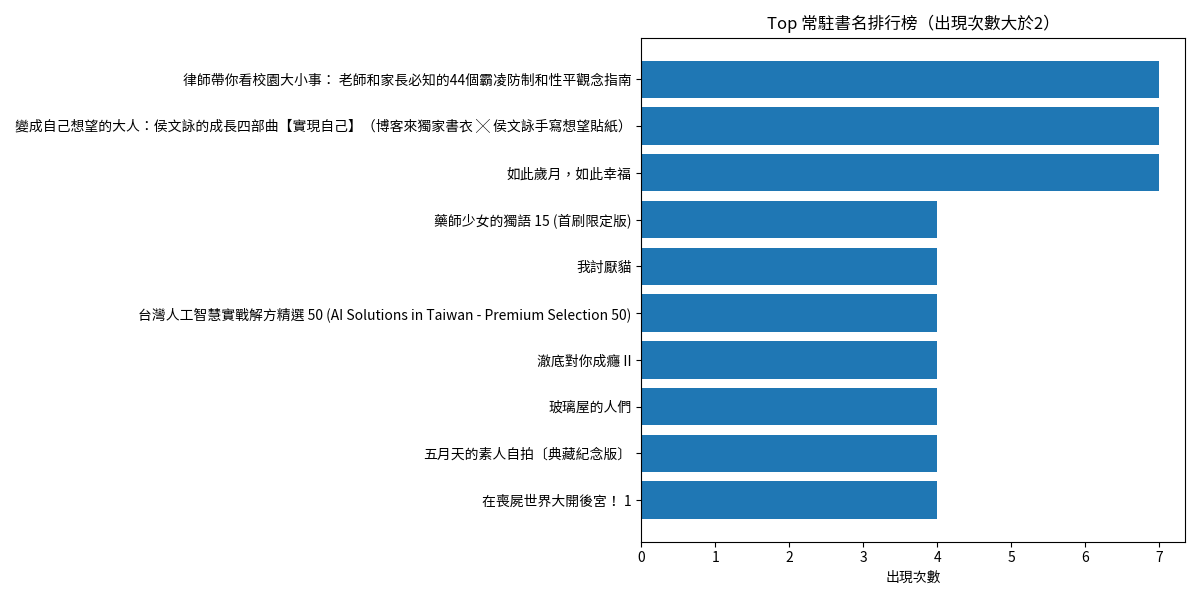 Top 常駐書名排行榜（出現次數大於2）
律師帶你看校園大小事： 老師和家長必知的44個霸凌防制和性平觀念指南
變成自己想望的大人：侯文詠的成長四部曲【實現自己】（博客來獨家書衣 ╳ 侯文詠手寫想望貼紙）
如此歲月，如此幸福
藥師少女的獨語 15 (首刷限定版)
我討厭貓
台灣人工智慧實戰解方精選 50 (AI Solutions in Taiwan - Premium Selection 50)
澈底對你成癮 II
玻璃屋的人們
五月天的素人自拍〔典藏紀念版〕
在喪屍世界大開後宮！ 1
0 1 2 3 4 5 6 7
出現次數